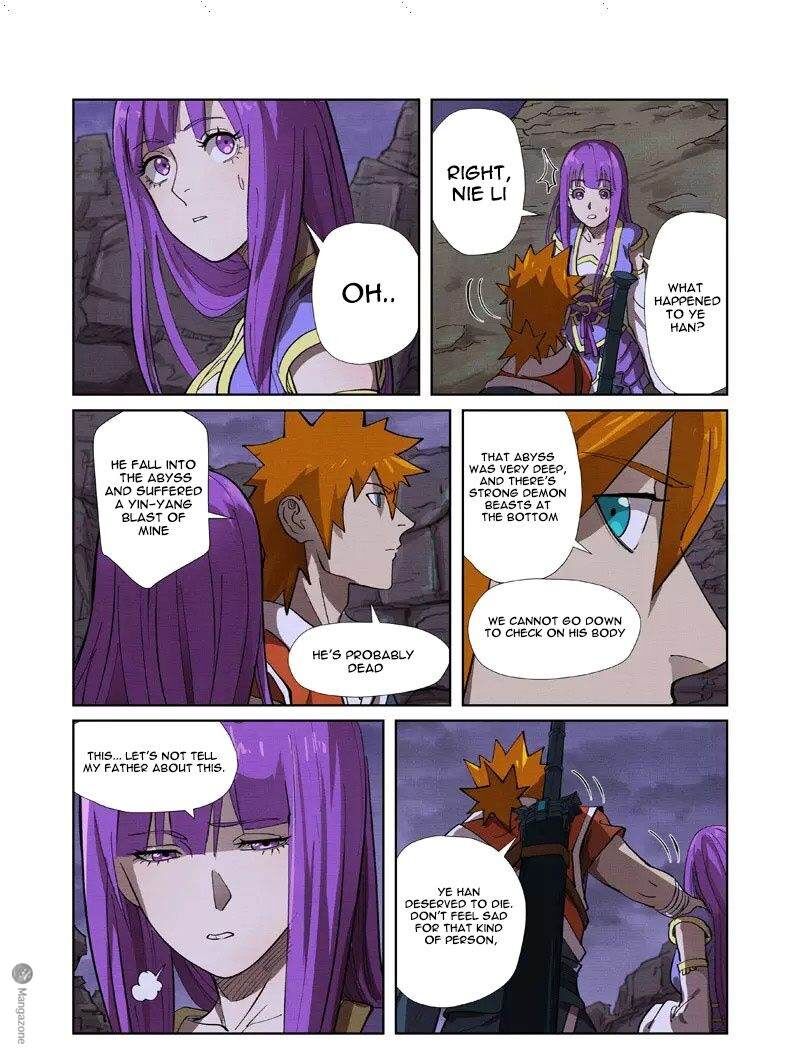 OH..
RIGHT,
NIE LI
WHAT
HAPPENED
TO YE
HAN?
HE FALL INTO
THE ABYSS
AND SUFFERED
A YIN-YANG
BLAST OF
MINE
HE'S PROBABLY
DEAD
THAT ABYSS
WAS VERY DEEP,
AND THERE'S
STRONG DEMON
BEASTS AT
THE BOTTOM
WE CANNOT GO DOWN
TO CHECK ON HIS BODY
THIS... LET'S NOT TELL
MY FATHER ABOUT THIS.
YE HAN
DESERVED TO DIE.
DON'T FEEL SAD
FOR THAT KIND
OF PERSON,
Mangazone